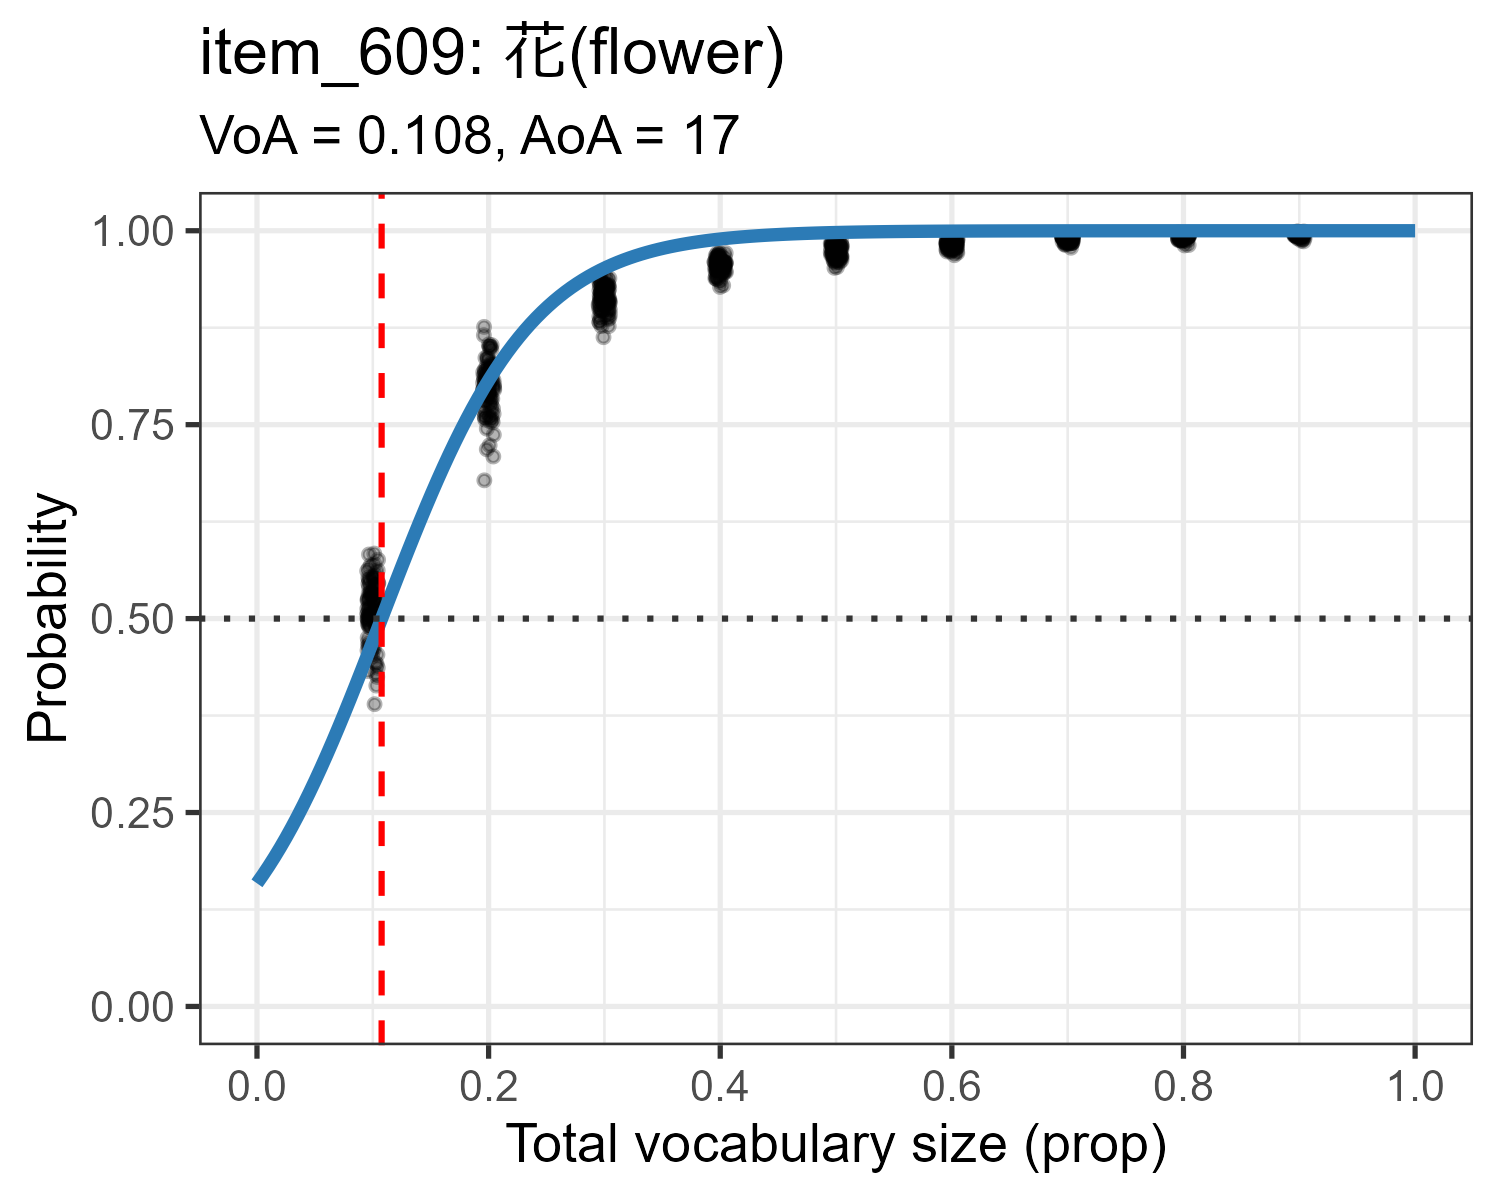 item_609: 花(flower)
VoA = 0.108, AoA = 17
Probability
1.00
0.75
0.50
0.25
0.00
0.0 0.2 0.4 0.6 0.8 1.0
Total vocabulary size (prop)